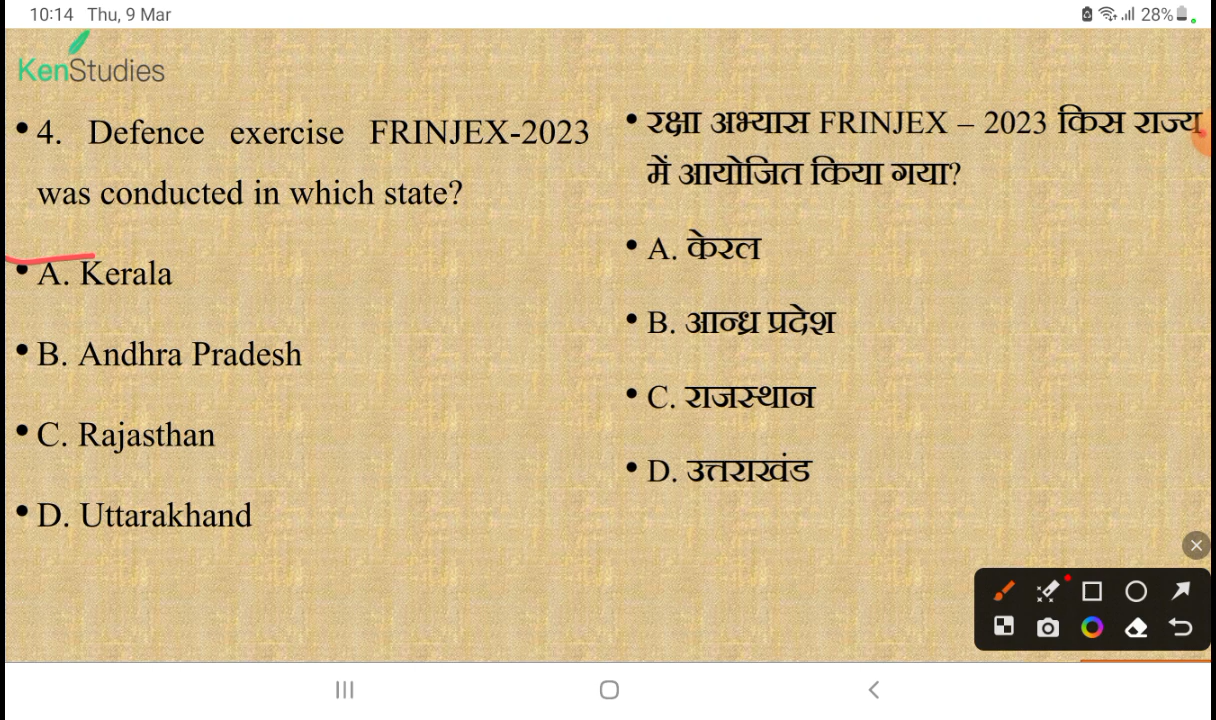 10:14 Thu, 9 Mar
28%
KenStudies
• 4. Defence exercise FRINJEX-2023
was conducted in which state?
• A. Kerala
• B. Andhra Pradesh
• C. Rajasthan
• D. Uttarakhand
• रक्षा अभ्यास FRINJEX – 2023 किस राज्य
में आयोजित किया गया?
• A. केरल
• B. आन्ध्र प्रदेश
• C. राजस्थान
• D. उत्तराखंड